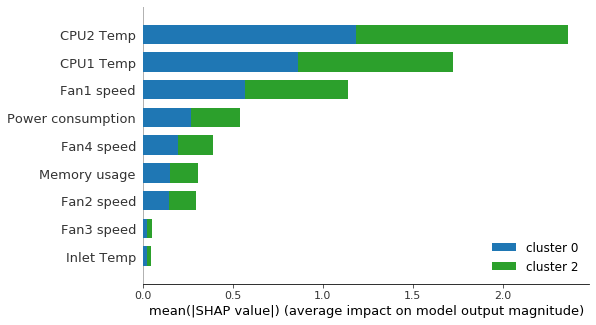 CPU2 Temp
CPU1 Temp
Fan1 speed
Power consumption
Fan4 speed
Memory usage
Fan2 speed
Fan3 speed
Inlet Temp
cluster 0
cluster 2
0.0 0.5 1.0 1.5 2.0
mean(|SHAP value|) (average impact on model output magnitude)